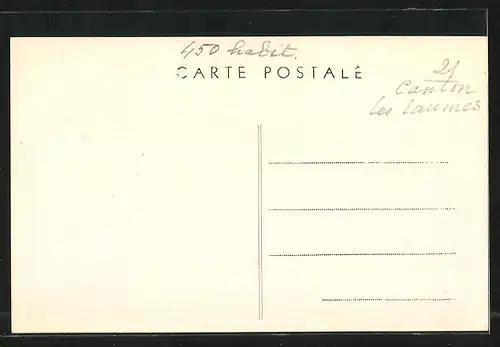 450 habit.
CARTE POSTALE
21
Canton
les Laumes